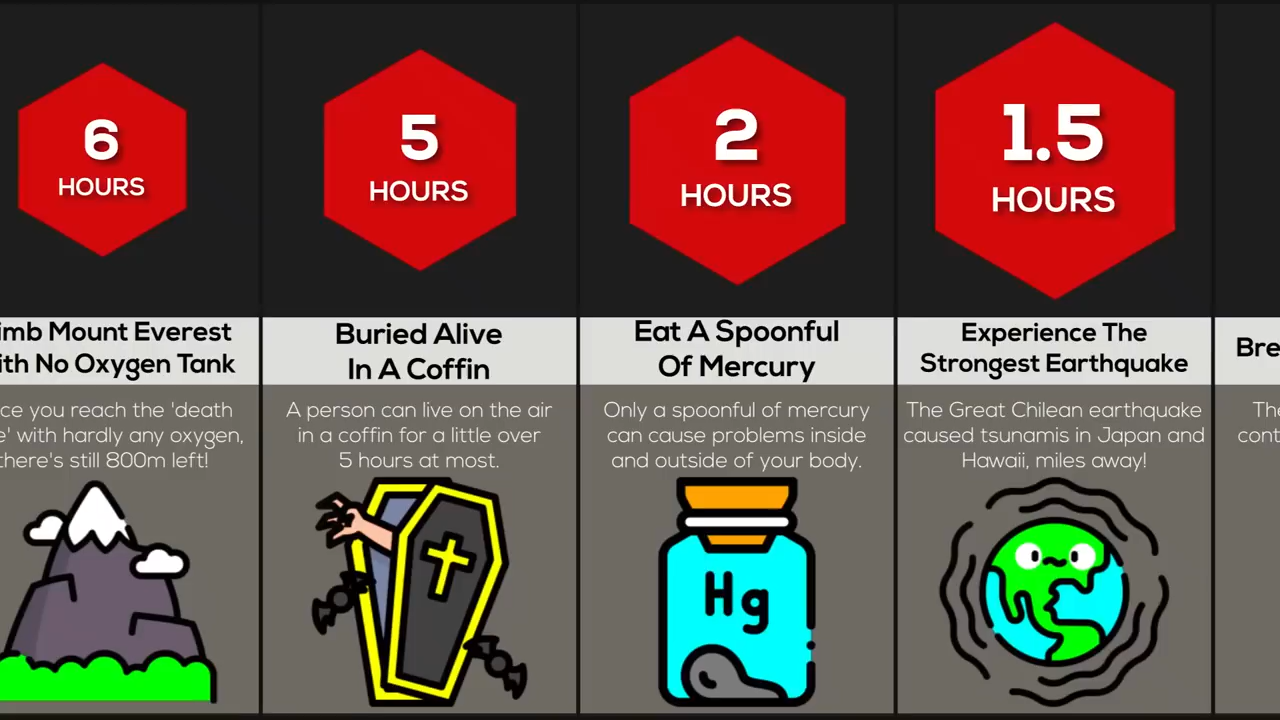 6
HOURS
imb Mount Everest
ith No Oxygen Tank
ce you reach the 'death
e' with hardly any oxygen,
there's still 800m left!
5
HOURS
Buried Alive
In A Coffin
A person can live on the air
in a coffin for a little over
5 hours at most.
2
HOURS
Eat A Spoonful
Of Mercury
Only a spoonful of mercury
can cause problems inside
and outside of your body.
Hg
1.5
HOURS
Experience The
Strongest Earthquake
The Great Chilean earthquake
caused tsunamis in Japan and
Hawaii, miles away!
Bre
The
cont